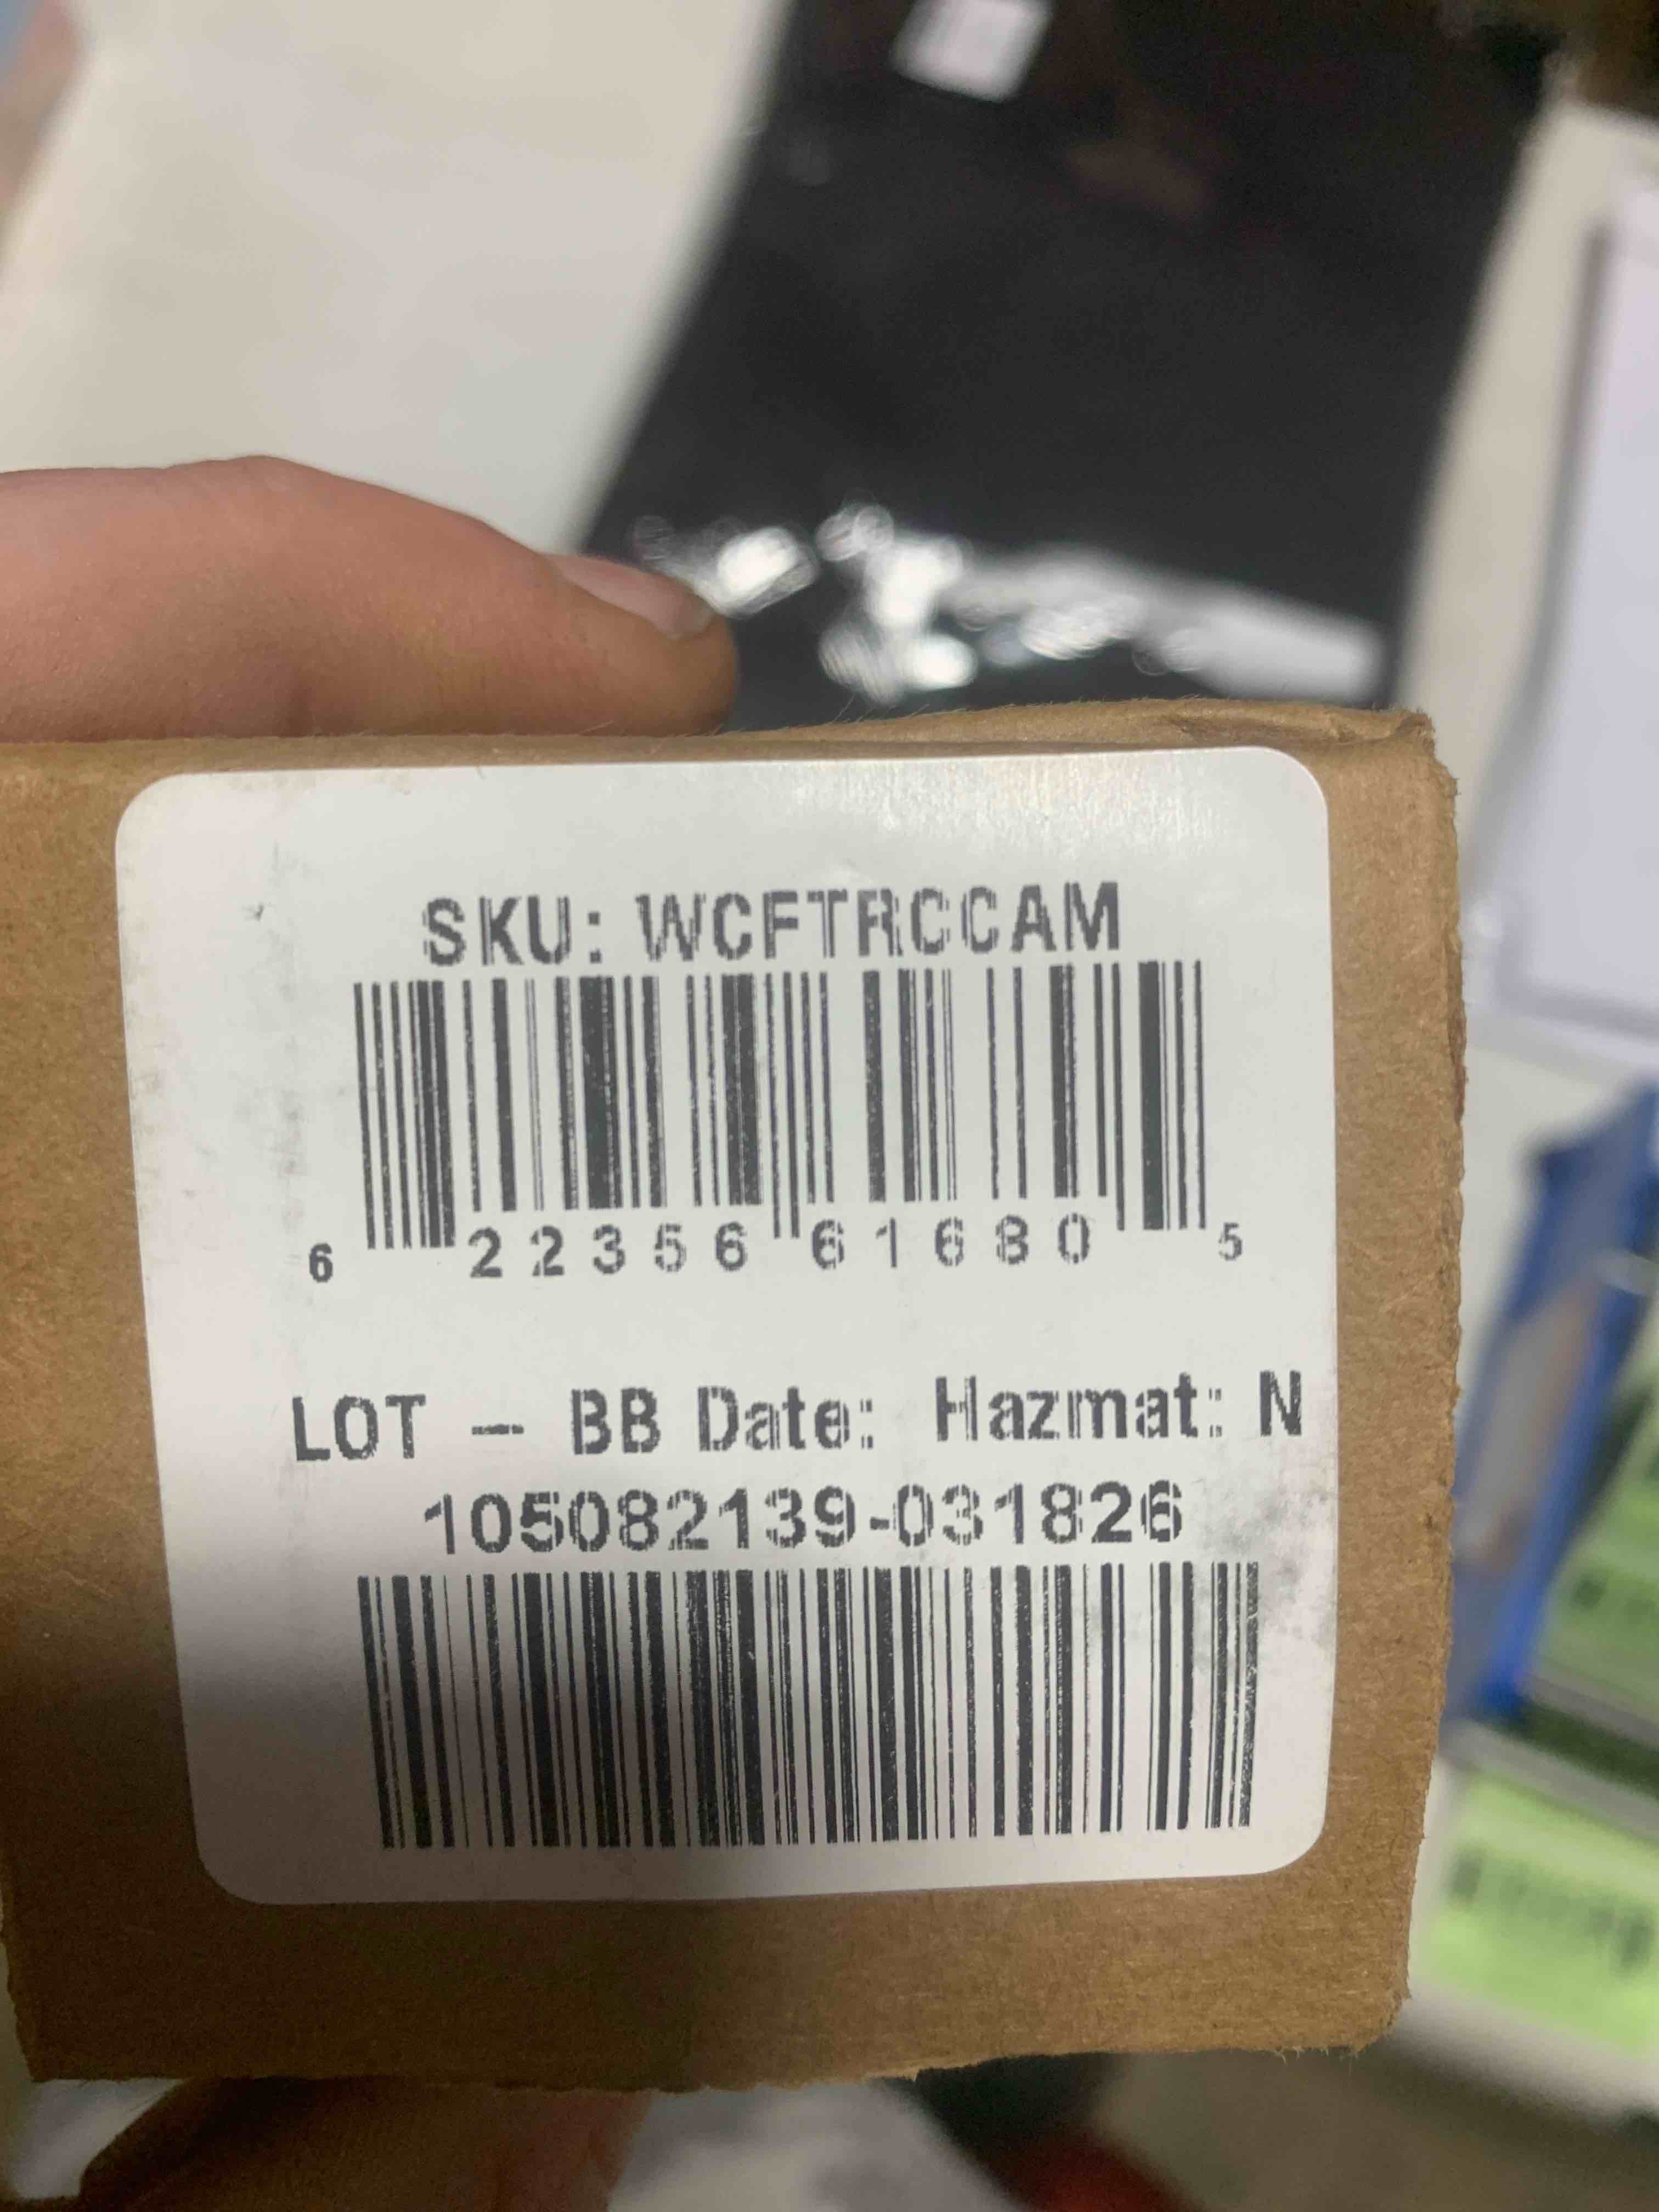 SKU: WCFTRCCAM
6 22356 61680 5
LOT - BB Date: Hazmat: N
105082139-031826